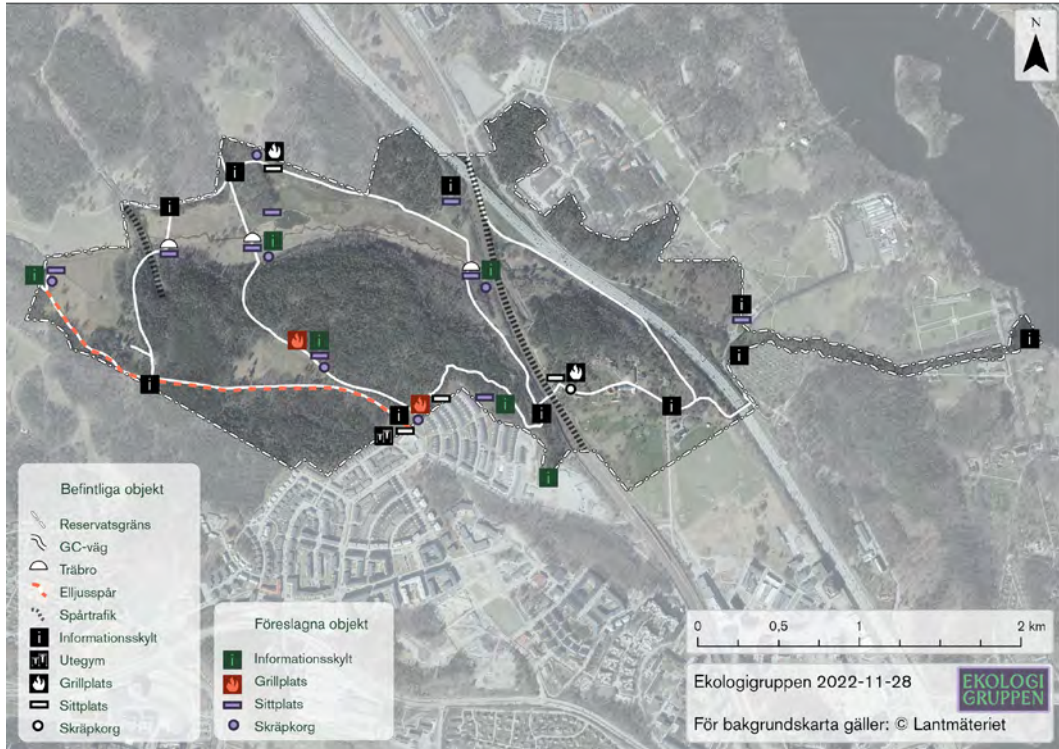 N
Befintliga objekt
Reservatsgräns
GC-väg
Träbro
Elljusspår
Spårtrafik
i Informationsskylt
Utegym
Grillplats
Sittplats
Skräpkorg
Föreslagna objekt
i Informationsskylt
Grillplats
Sittplats
Skräpkorg
0 0,5 1 2 km
Ekologigruppen 2022-11-28
EKOLOGI
GRUPPEN
För bakgrundskarta gäller: © Lantmäteriet